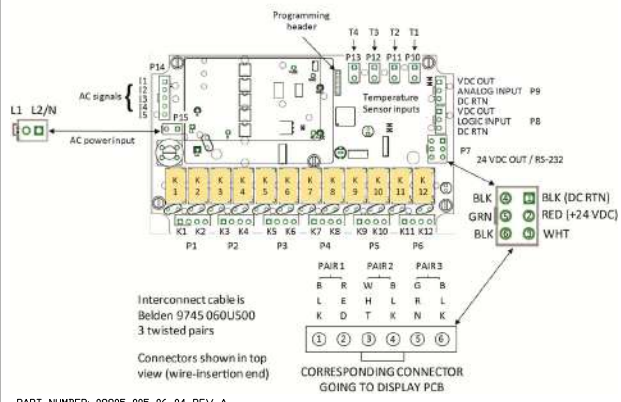 Programming
header
T4 T3 T2 T1
P13 P12 P11 P10
P14
I1
I2
I3
I4
I5
AC signals
L1 L2/N
P15
AC power input
Temperature
Sensor inputs
VDC OUT
ANALOG INPUT P9
DC RTN
VDC OUT
LOGIC INPUT P8
DC RTN
P7
24 VDC OUT / RS-232
K K K K K K K K K K K K
1 2 3 4 5 6 7 8 9 10 11 12
K1 K2 K3 K4 K5 K6 K7 K8 K9 K10 K11 K12
P1 P2 P3 P4 P5 P6
BLK 4 1 BLK (DC RTN)
GRN 5 2 RED (+24 VDC)
BLK 6 3 WHT
PAIR 1 PAIR 2 PAIR 3
B R W B G B
L E H L R L
K D T K N K
1 2 3 4 5 6
Interconnect cable is
Belden 9745 060U500
3 twisted pairs
Connectors shown in top
view (wire-insertion end)
CORRESPONDING CONNECTOR
GOING TO DISPLAY PCB